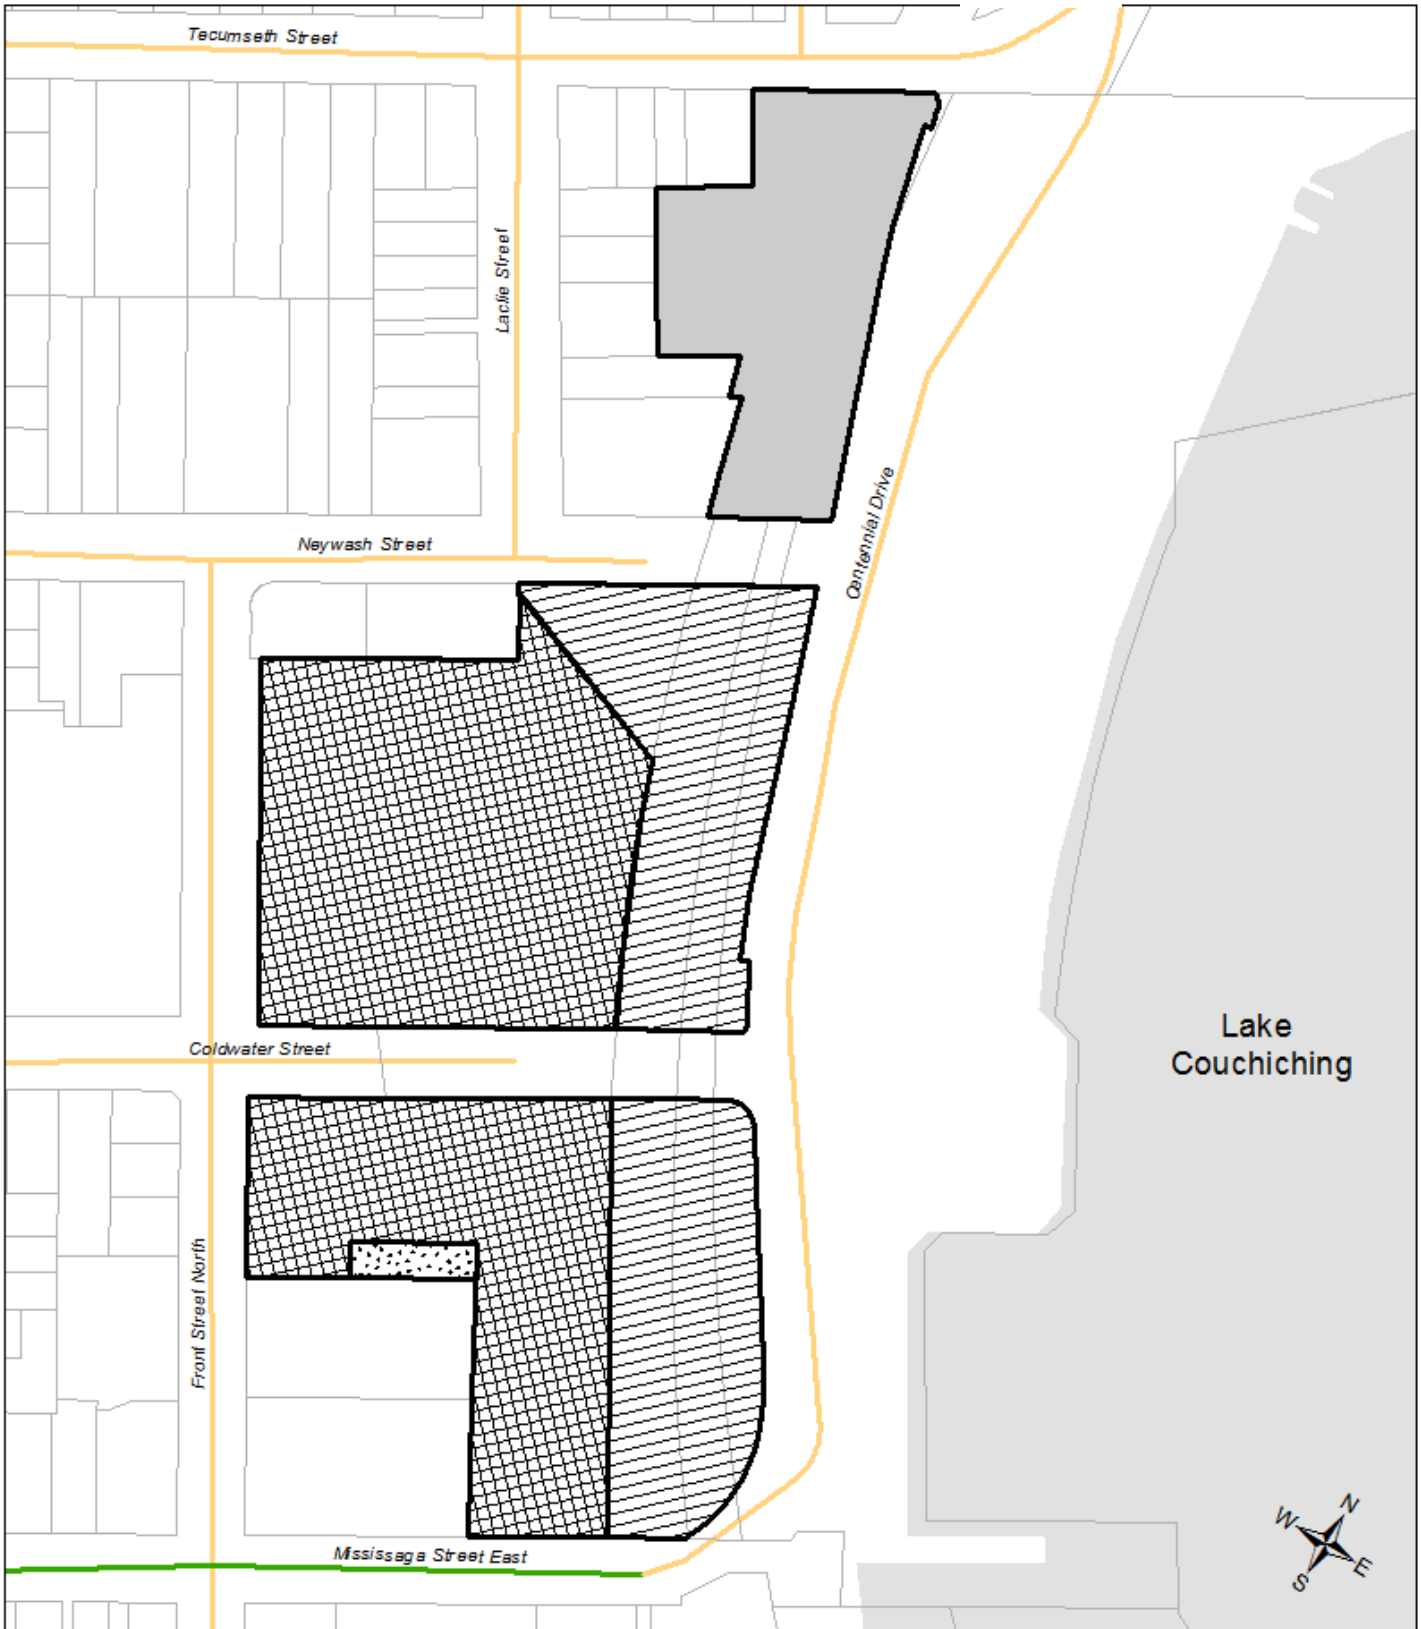 Tecumseth Street
Laclie Street
Neywash Street
Centennial Drive
Coldwater Street
Lake
Couchiching
Front Street North
Mississaga Street East
N
W
E
S